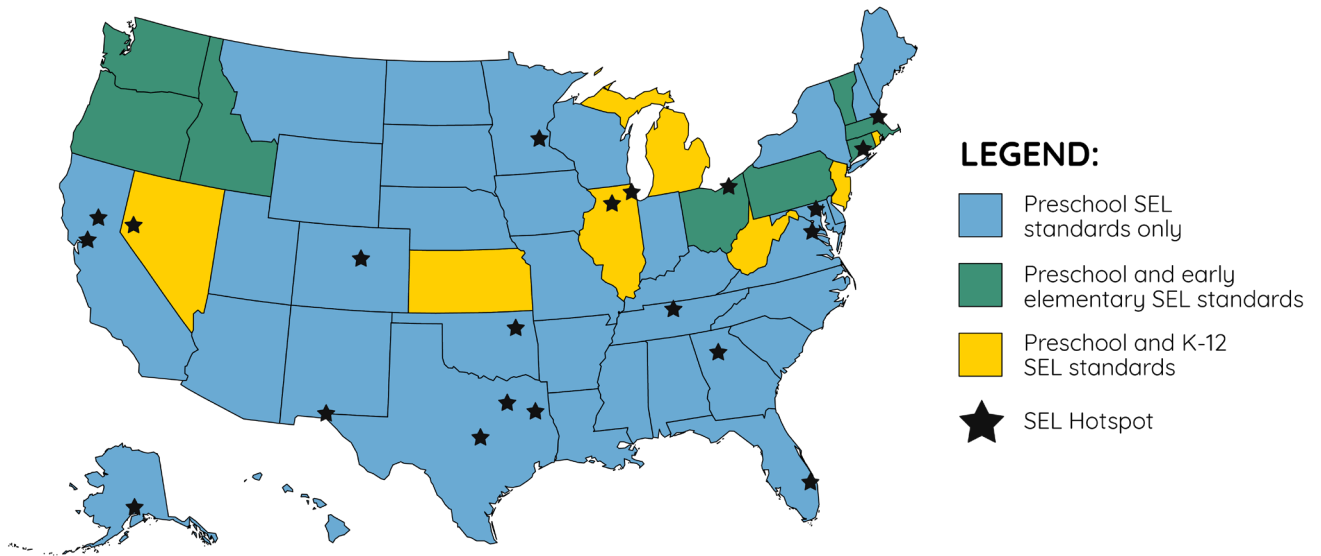 LEGEND:
Preschool SEL
standards only
Preschool and early
elementary SEL standards
Preschool and K-12
SEL standards
SEL Hotspot